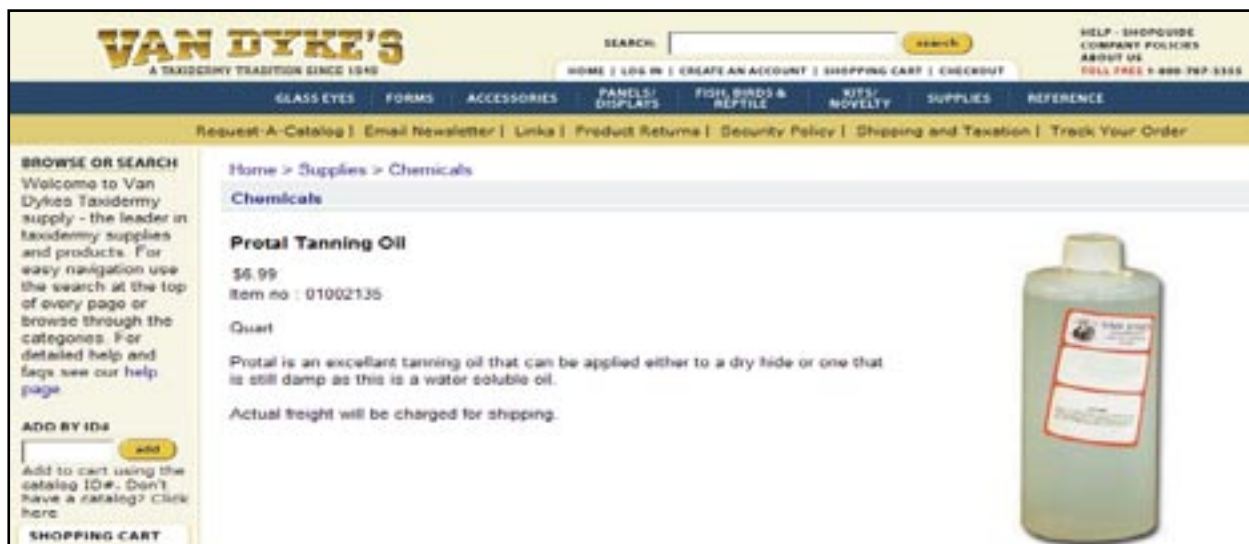 VAN DYKE'S
A TAXIDERMY TRADITION SINCE 1949
SEARCH:
search
HELP - SHOPGUIDE
COMPANY POLICIES
ABOUT US
TOLL FREE 1-800-787-3355
HOME | LOG IN | CREATE AN ACCOUNT | SHOPPING CART | CHECKOUT
GLASS EYES
FORMS
ACCESSORIES
PANELS/
DISPLAYS
FISH, BIRDS &
REPTILE
KITS/
NOVELTY
SUPPLIES
REFERENCE
Request-A-Catalog | Email Newsletter | Links | Product Returns | Security Policy | Shipping and Taxation | Track Your Order
BROWSE OR SEARCH
Welcome to Van
Dykes Taxidermy
supply - the leader in
taxidermy supplies
and products. For
easy navigation use
the search at the top
of every page or
browse through the
categories. For
detailed help and
faqs see our help
page
ADD BY ID#
add
Add to cart using the
catalog ID#. Don't
have a catalog? Click
here
SHOPPING CART
Home > Supplies > Chemicals
Chemicals
Protal Tanning Oil
$6.99
Item no : 01002135
Quart
Protal is an excellant tanning oil that can be applied either to a dry hide or one that
is still damp as this is a water soluble oil.
Actual freight will be charged for shipping.